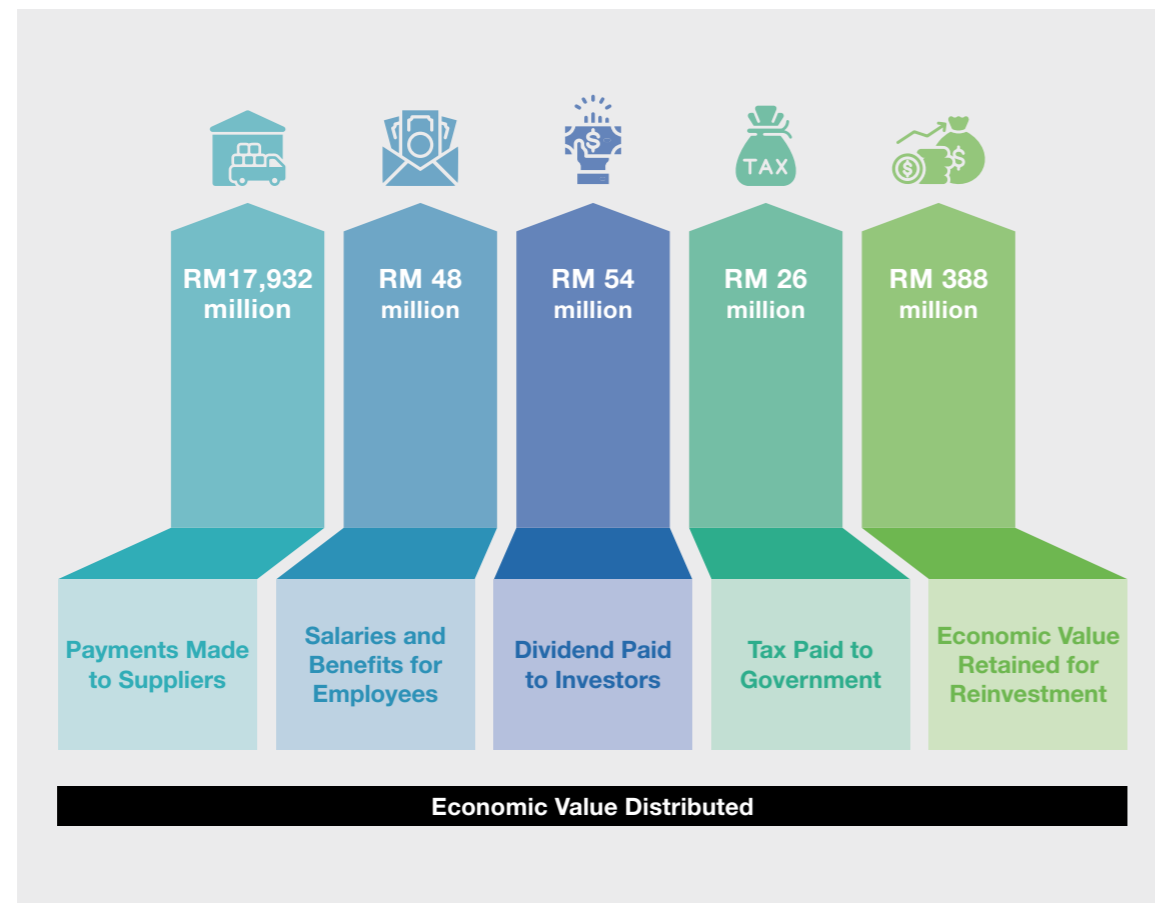 TAX
RM17,932
million
RM 48
million
RM 54
million
RM 26
million
RM 388
million
Payments Made
to Suppliers
Salaries and
Benefits for
Employees
Dividend Paid
to Investors
Tax Paid to
Government
Economic Value
Retained for
Reinvestment
Economic Value Distributed